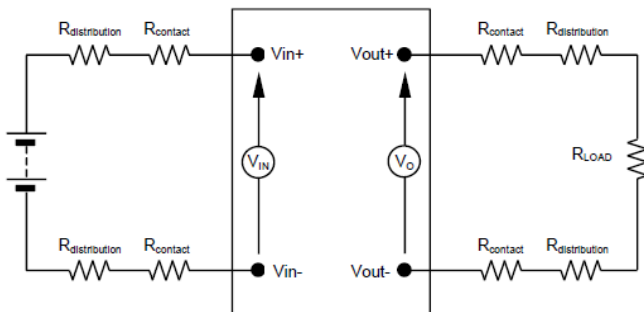 Rdistribution Rcontact Vin+ Vout+ Rcontact Rdistribution
VIN VO RLOAD
Rdistribution Rcontact Vin- Vout- Rcontact Rdistribution